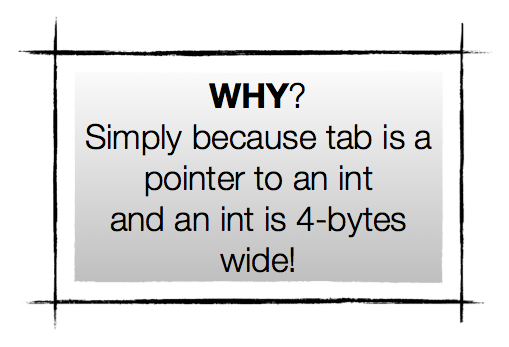 WHY?
Simply because tab is a
pointer to an int
and an int is 4-bytes
wide!